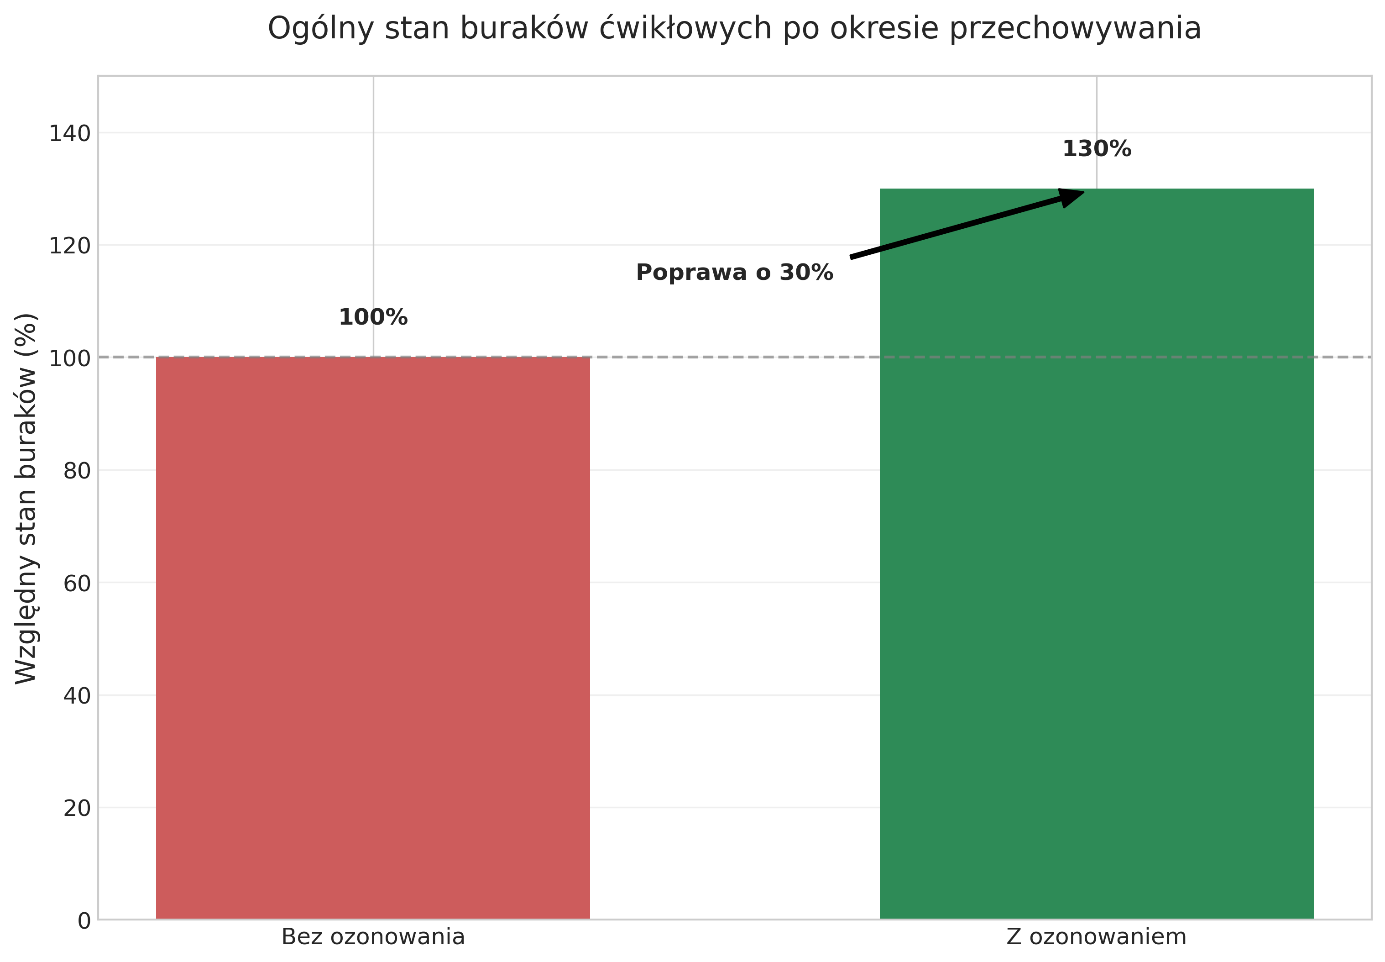 Ogólny stan buraków ćwikłowych po okresie przechowywania
Względny stan buraków (%)
140
120
100
80
60
40
20
0
100%
130%
Poprawa o 30%
Bez ozonowania
Z ozonowaniem